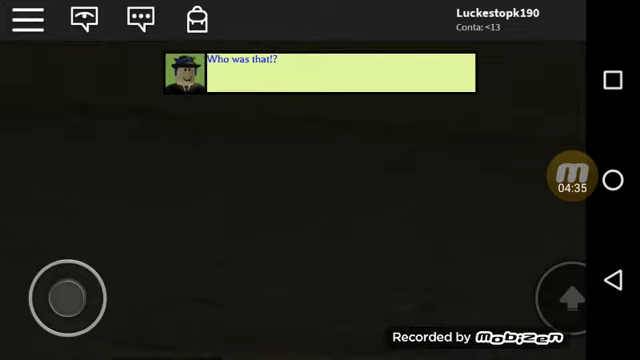 Luckestopk190
Conta: <13
Who was that!?
04:35
Recorded by Mobizen